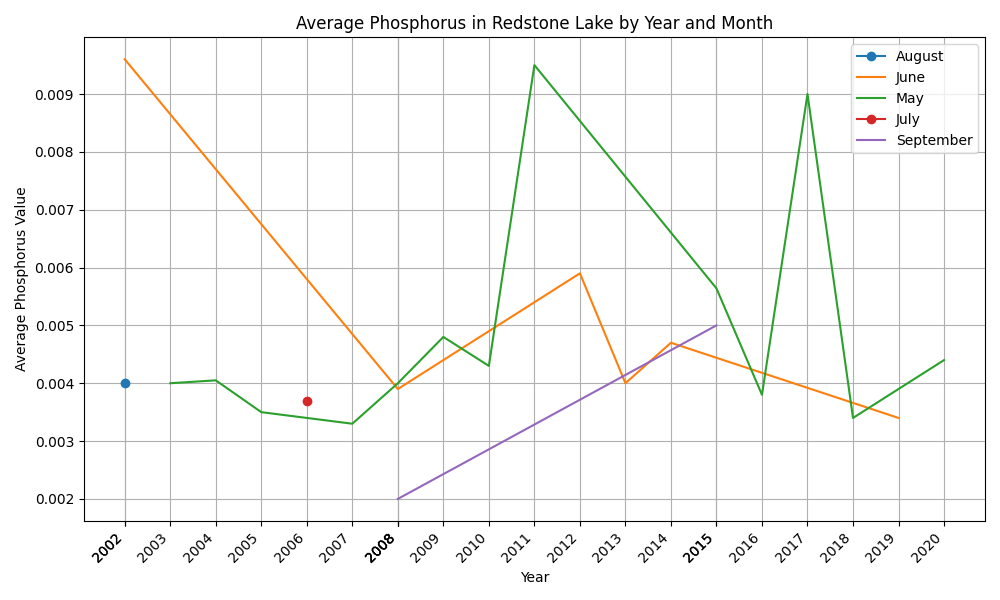 Average Phosphorus in Redstone Lake by Year and Month
August
June
May
July
September
Average Phosphorus Value
0.009
0.008
0.007
0.006
0.005
0.004
0.003
0.002
2002 2003 2004 2005 2006 2007 2008 2009 2010 2011 2012 2013 2014 2015 2016 2017 2018 2019 2020
Year